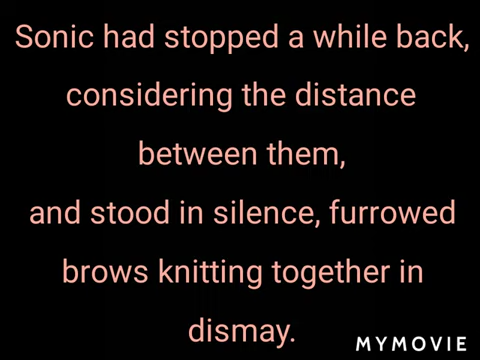 Sonic had stopped a while back,
considering the distance
between them,
and stood in silence, furrowed
brows knitting together in
dismay.
MYMOVIE